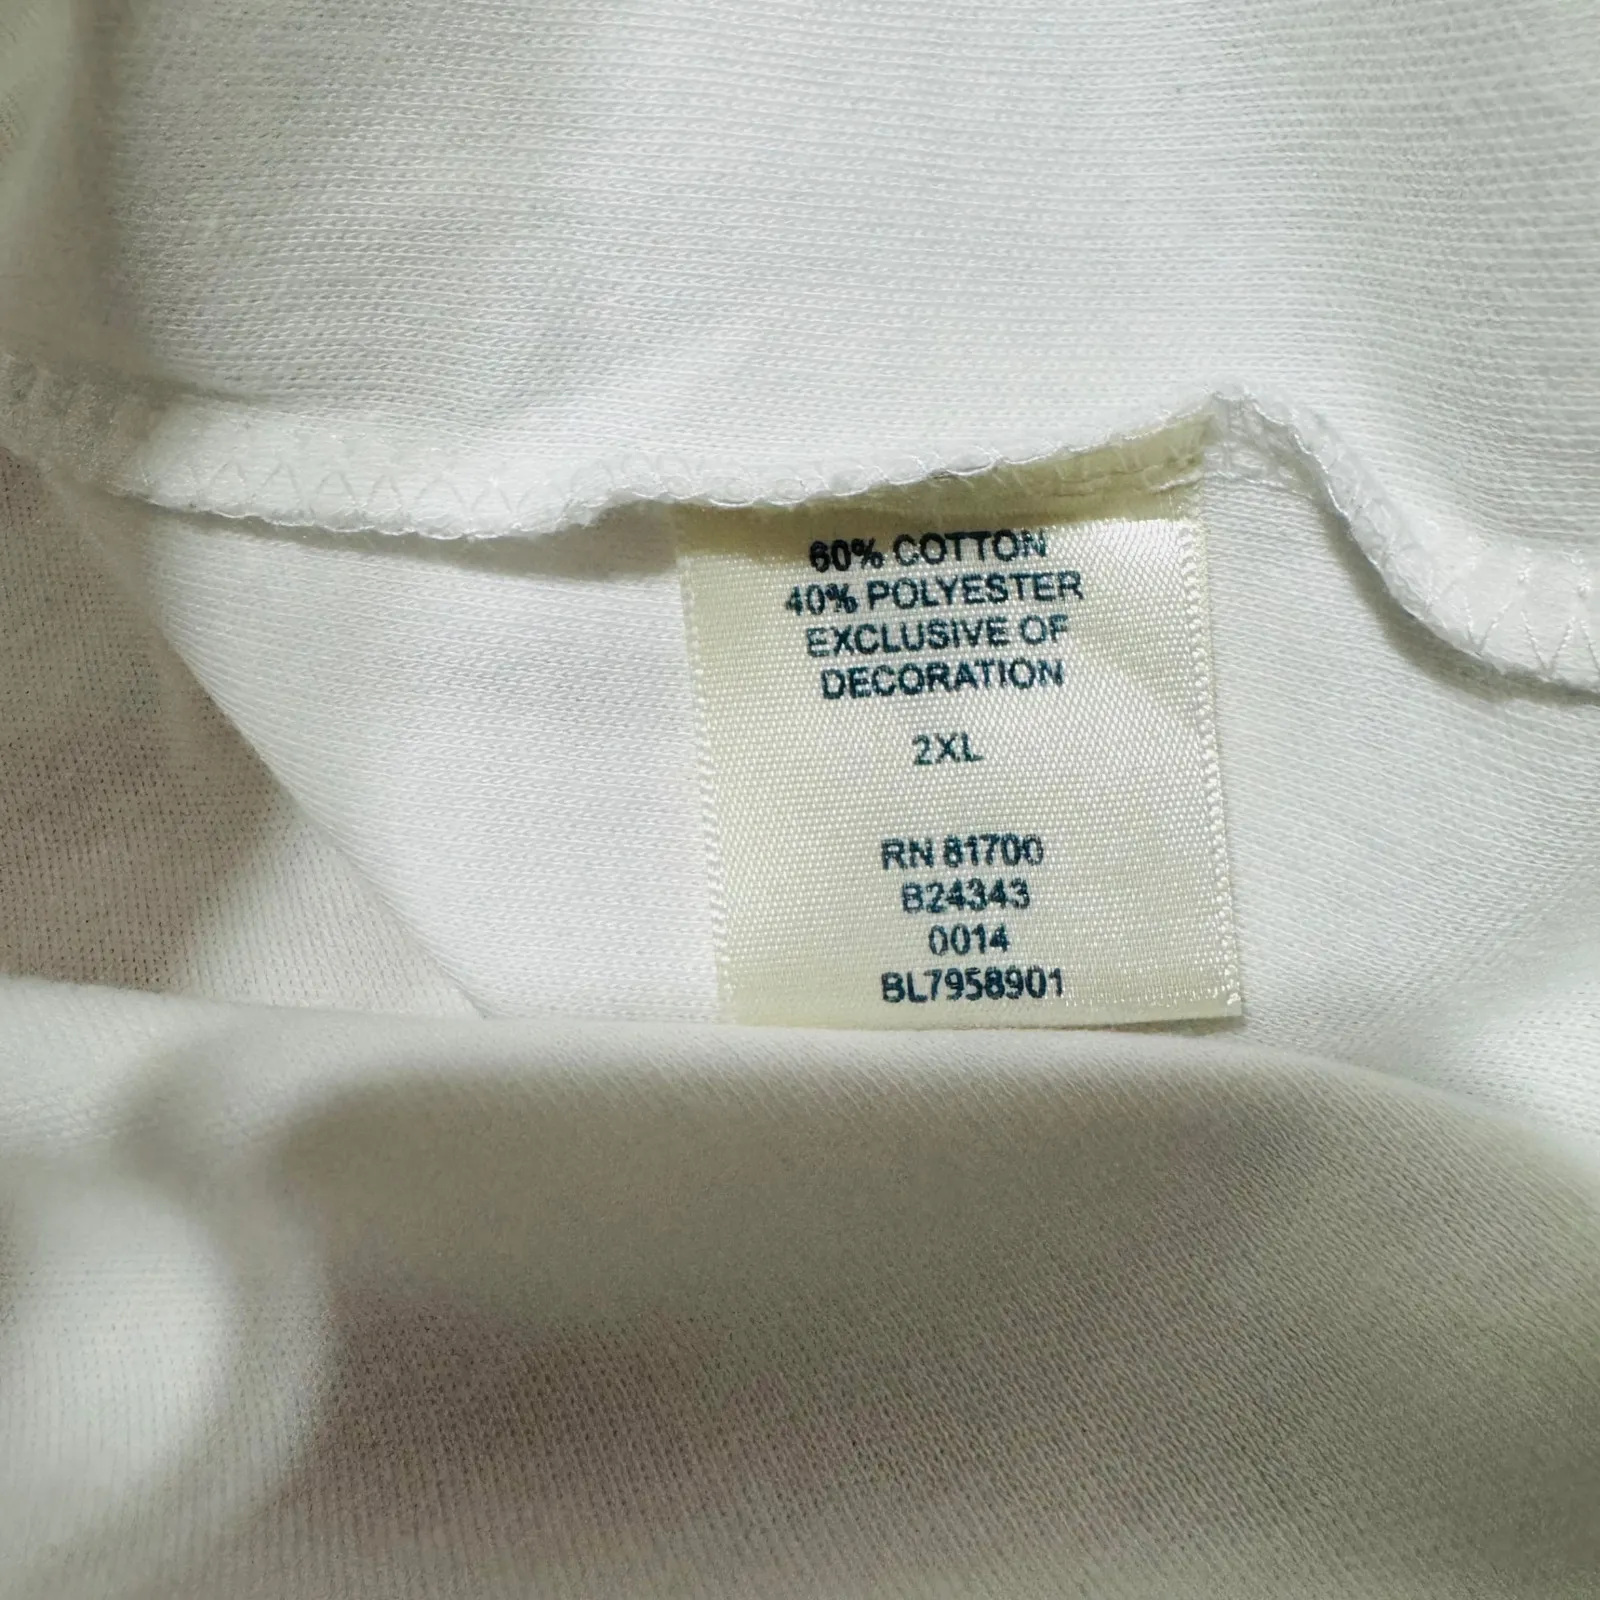 60% COTTON
40% POLYESTER
EXCLUSIVE OF
DECORATION
2XL
RN 81700
B24343
0014
BL7958901